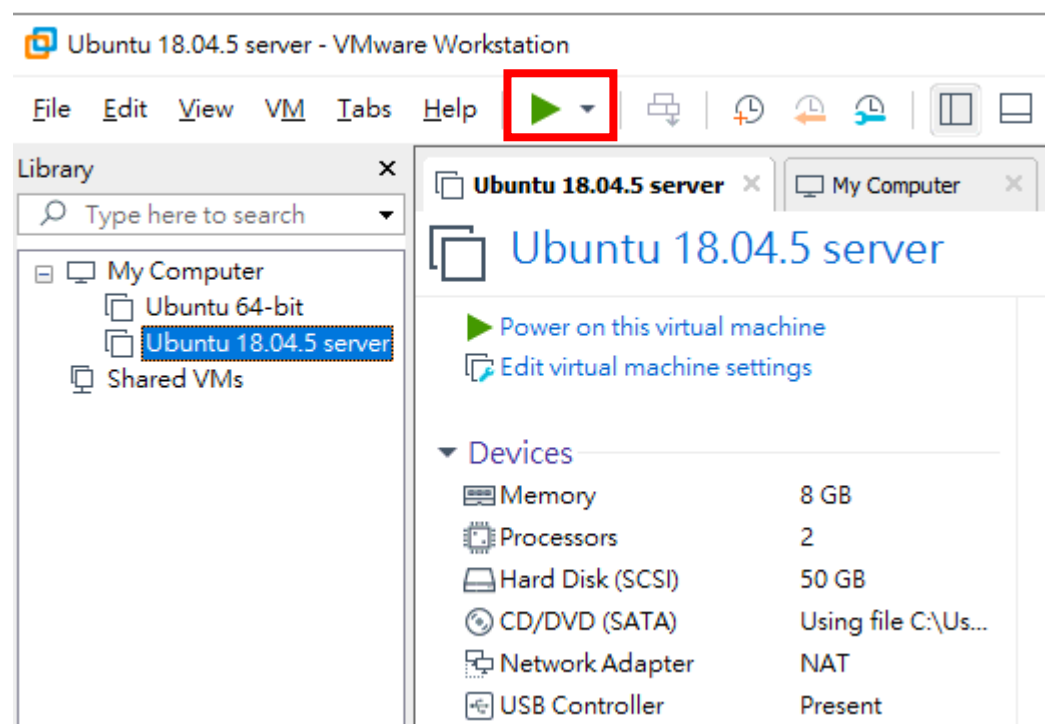 Ubuntu 18.04.5 server - VMware Workstation
File Edit View VM Tabs Help
Library
Type here to search
My Computer
Ubuntu 64-bit
Ubuntu 18.04.5 server
Shared VMs
Ubuntu 18.04.5 server My Computer
Ubuntu 18.04.5 server
Power on this virtual machine
Edit virtual machine settings
Devices
Memory 8 GB
Processors 2
Hard Disk (SCSI) 50 GB
CD/DVD (SATA) Using file C:\Us...
Network Adapter NAT
USB Controller Present